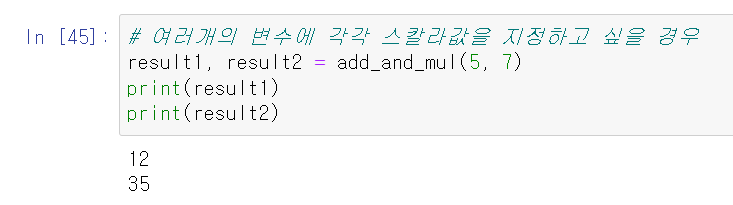 In [45]: # 여러개의 변수에 각각 스칼라값을 지정하고 싶을 경우
result1, result2 = add_and_mul(5, 7)
print(result1)
print(result2)
12
35